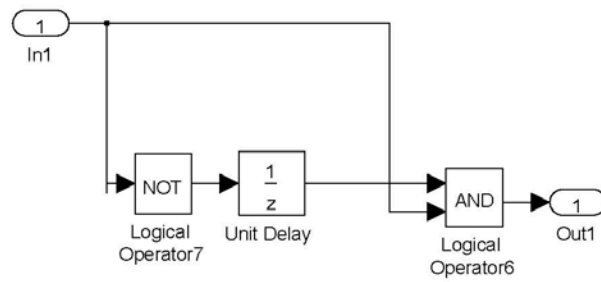 1
In1
NOT
Logical
Operator7
1
z
Unit Delay
AND
Logical
Operator6
1
Out1